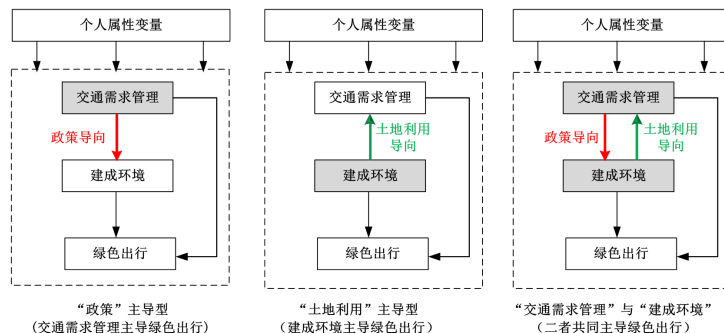 个人属性变量
交通需求管理
政策导向
建成环境
绿色出行
“政策”主导型
(交通需求管理主导绿色出行)
个人属性变量
交通需求管理
土地利用
导向
建成环境
绿色出行
“土地利用”主导型
（建成环境主导绿色出行）
个人属性变量
交通需求管理
政策导向
土地利用
导向
建成环境
绿色出行
“交通需求管理”与“建成环境”
（二者共同主导绿色出行）